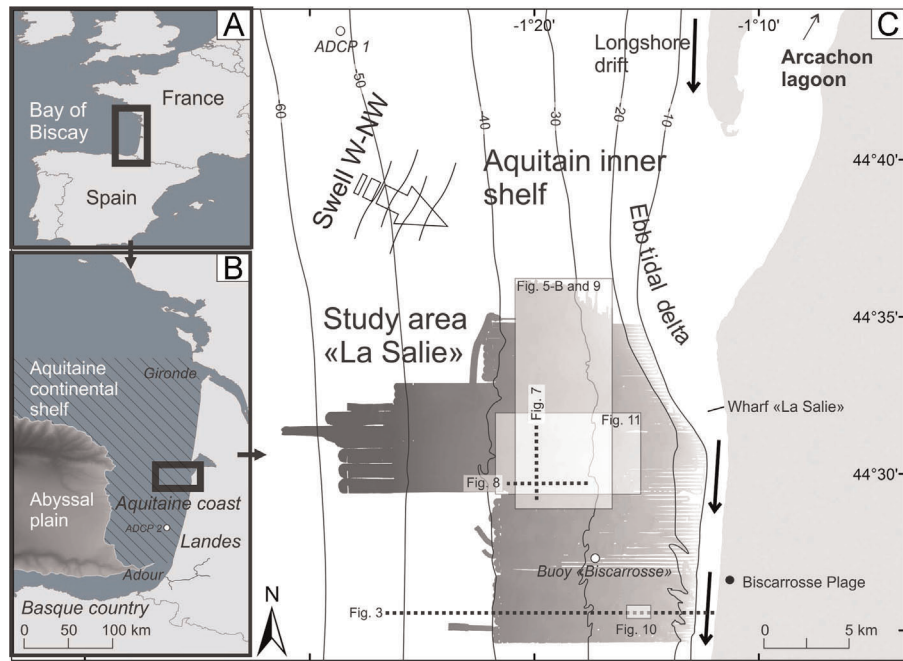 A
Bay of
Biscay
France
Spain
B
Aquitaine
continental
shelf
Gironde
Abyssal
plain
Aquitaine coast
ADCP 2
Landes
Adour
Basque country
0 50 100 km
-1°20'
-1°10'
C
ADCP 1
Longshore
drift
Arcachon
lagoon
-60
-50
-40
-30
-20
-10
44°40'
Swell W-NW
Aquitain inner
shelf
Ebb tidal delta
Fig. 5-B and 9
44°35'
Study area
«La Salie»
Fig. 7
Fig. 11
Wharf «La Salie»
Fig. 8
44°30'
Buoy «Biscarrosse»
Biscarrosse Plage
N
Fig. 3
Fig. 10
0 5 km